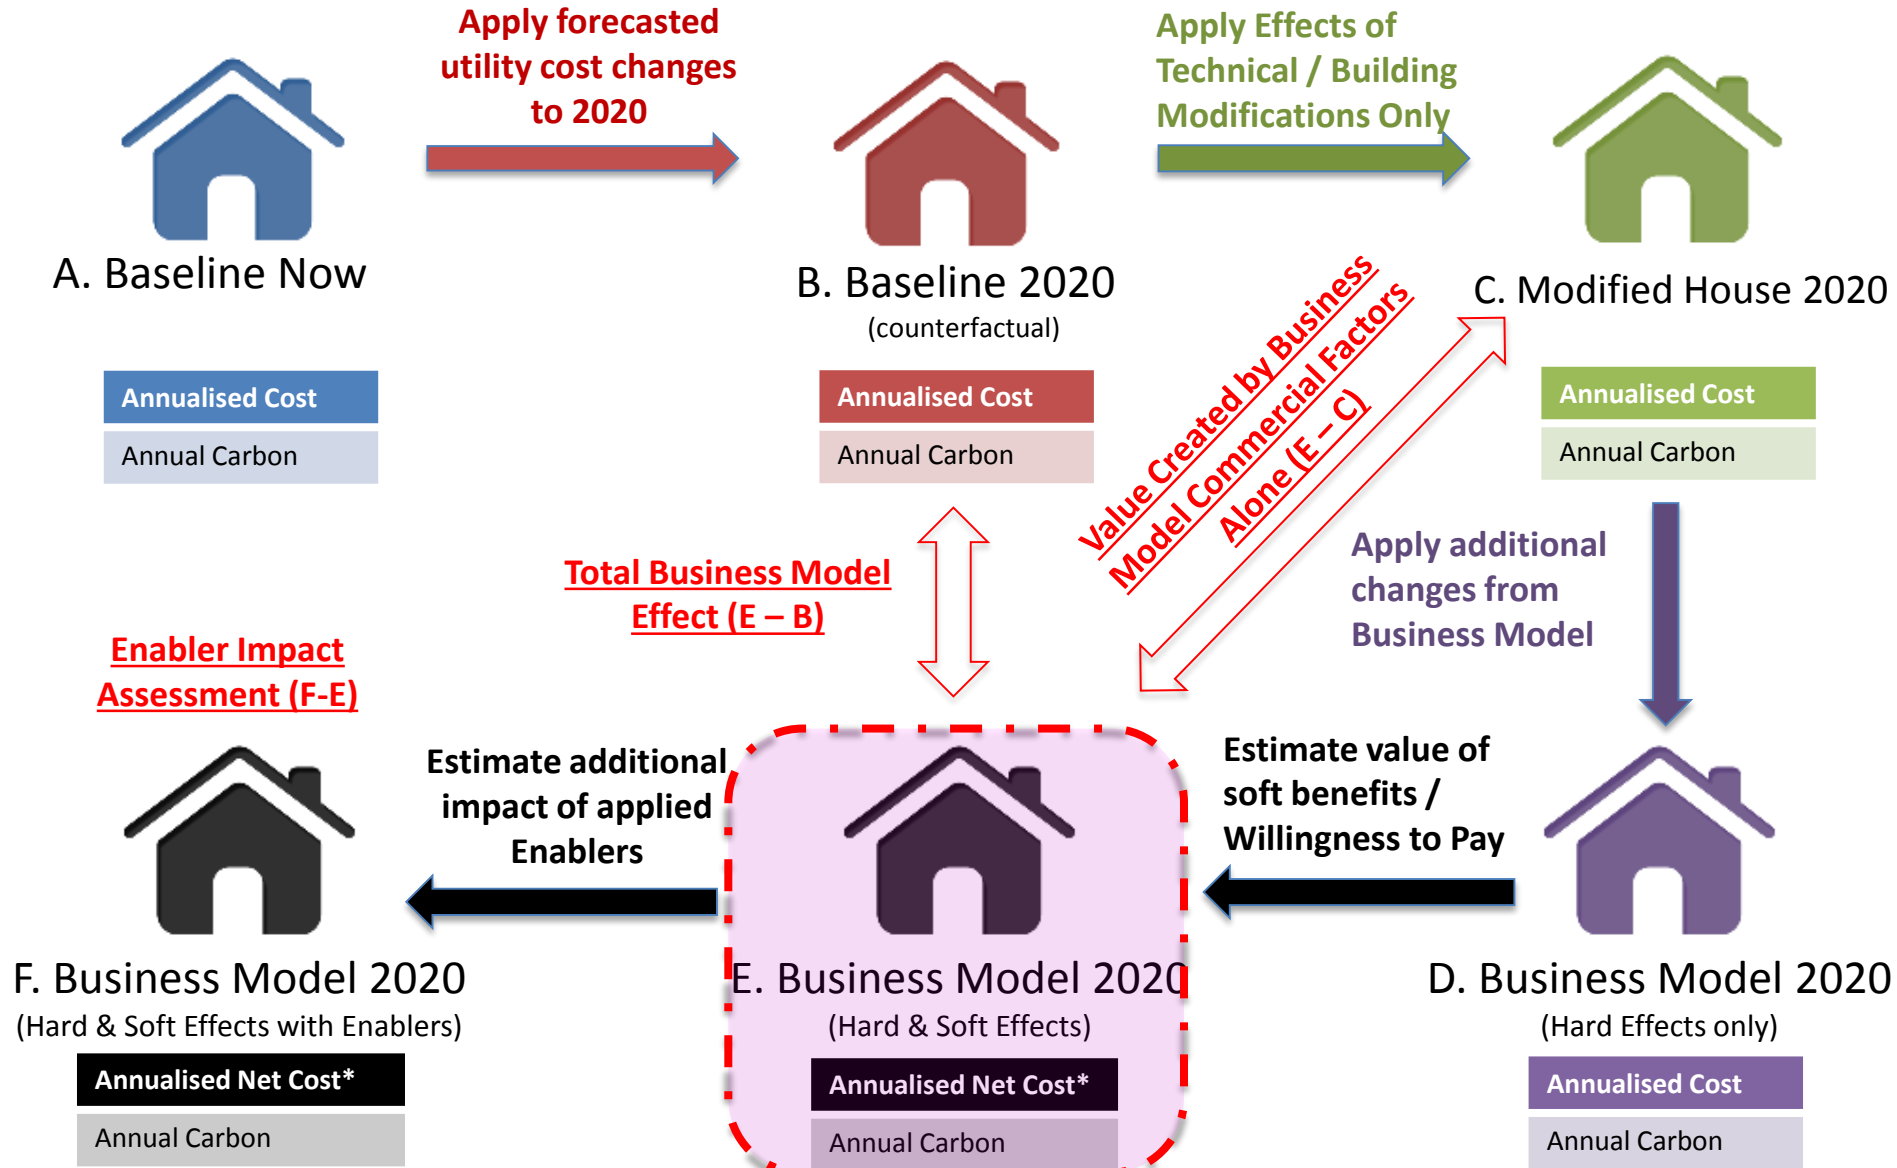 Apply forecasted
utility cost changes
to 2020
Apply Effects of
Technical / Building
Modifications Only
A. Baseline Now
B. Baseline 2020
(counterfactual)
C. Modified House 2020
Annualised Cost
Annual Carbon
Annualised Cost
Annual Carbon
Annualised Cost
Annual Carbon
Value Created by Business
Model Commercial Factors
Alone (E – C)
Total Business Model
Effect (E – B)
Apply additional
changes from
Business Model
Enabler Impact
Assessment (F-E)
Estimate additional
impact of applied
Enablers
Estimate value of
soft benefits /
Willingness to Pay
F. Business Model 2020
(Hard & Soft Effects with Enablers)
E. Business Model 2020
(Hard & Soft Effects)
D. Business Model 2020
(Hard Effects only)
Annualised Net Cost*
Annual Carbon
Annualised Net Cost*
Annual Carbon
Annualised Cost
Annual Carbon